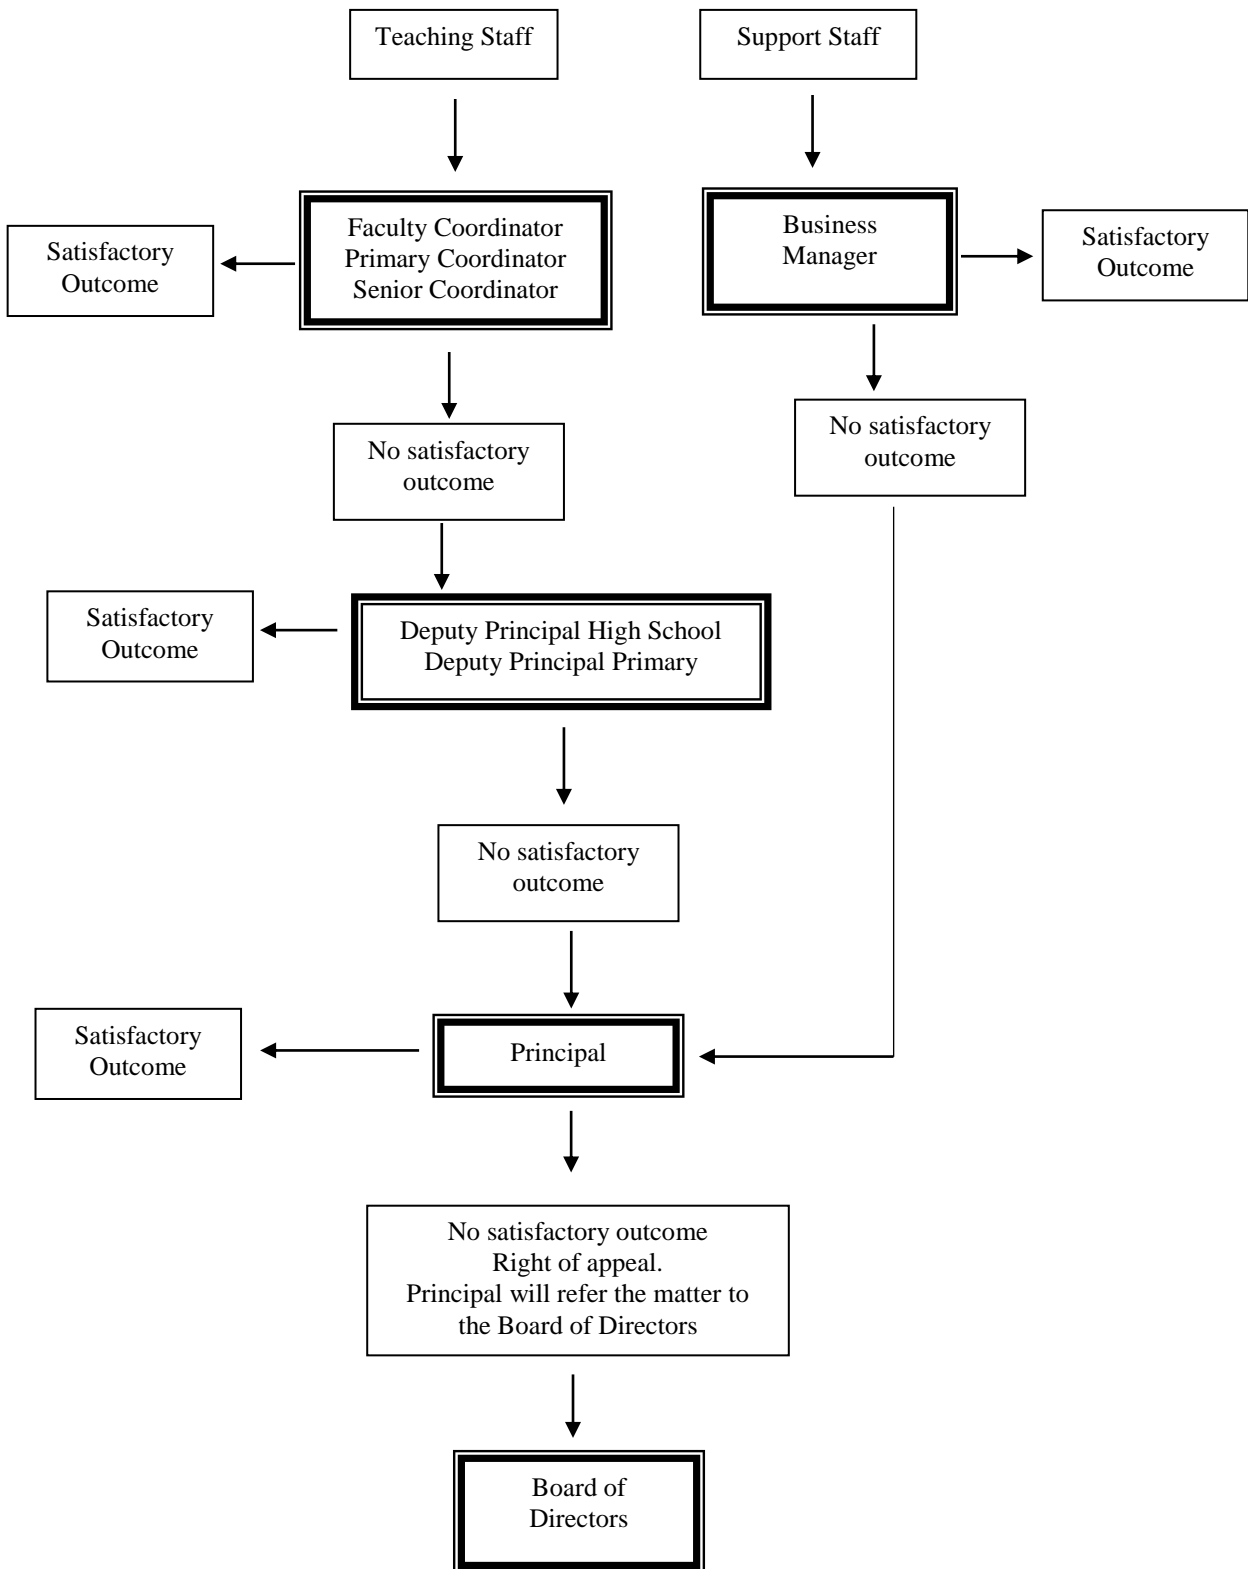 Teaching Staff
Support Staff
Faculty Coordinator
Primary Coordinator
Senior Coordinator
Business
Manager
Satisfactory
Outcome
Satisfactory
Outcome
No satisfactory
outcome
No satisfactory
outcome
Satisfactory
Outcome
Deputy Principal High School
Deputy Principal Primary
No satisfactory
outcome
Satisfactory
Outcome
Principal
No satisfactory outcome
Right of appeal.
Principal will refer the matter to
the Board of Directors
Board of
Directors